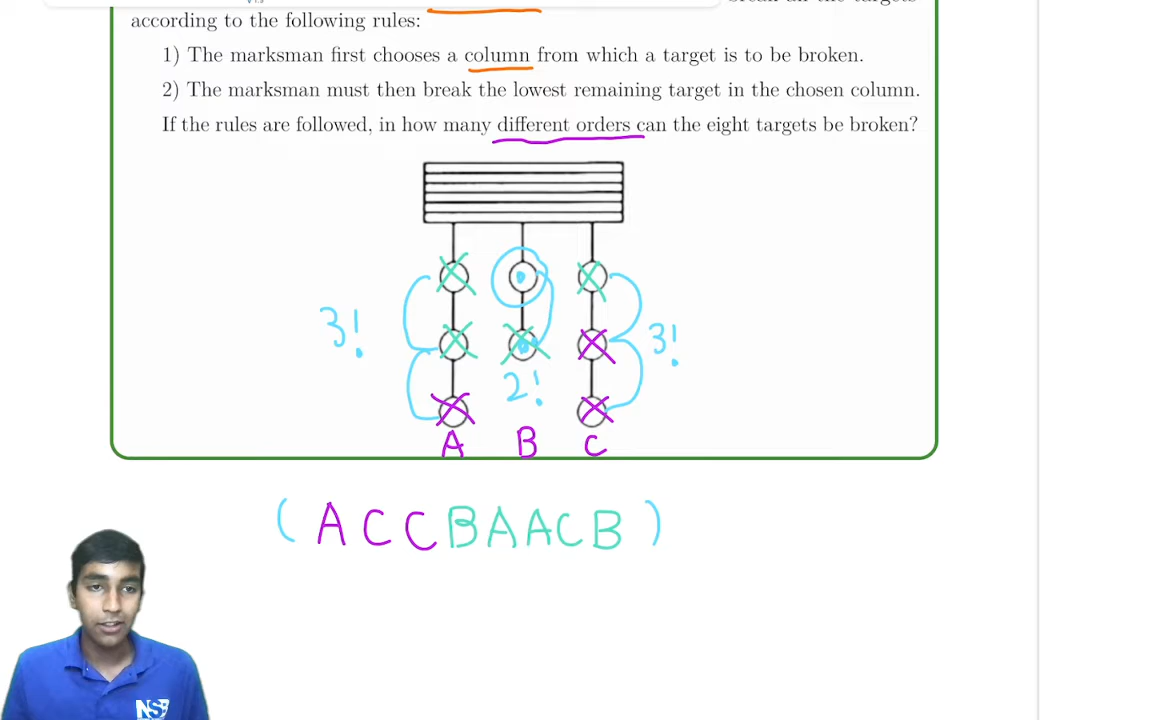 according to the following rules:
1) The marksman first chooses a column from which a target is to be broken.
2) The marksman must then break the lowest remaining target in the chosen column.
If the rules are followed, in how many different orders can the eight targets be broken?
3! 3!
2!
A B C
( A C C B A A C B )